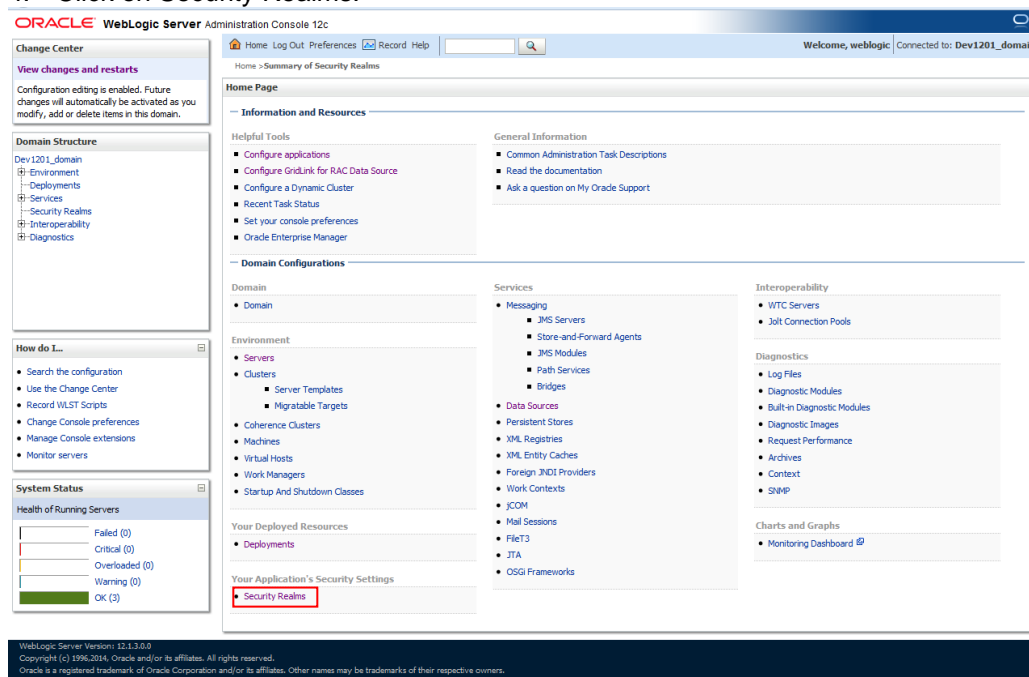 Click on Security Realms.
ORACLE WebLogic Server Administration Console 12c
Change Center
View changes and restarts
Configuration editing is enabled. Future
changes will automatically be activated as you
modify, add or delete items in this domain.
Domain Structure
Dev1201_domain
Environment
Deployments
Services
Security Realms
Interoperability
Diagnostics
How do I...
Search the configuration
Use the Change Center
Record WLST Scripts
Change Console preferences
Manage Console extensions
Monitor servers
System Status
Health of Running Servers
Failed (0)
Critical (0)
Overloaded (0)
Warning (0)
OK (3)
Home Log Out Preferences Record Help
Welcome, weblogic Connected to: Dev1201_domai
Home >Summary of Security Realms
Home Page
Information and Resources
Helpful Tools
Configure applications
Configure GridLink for RAC Data Source
Configure a Dynamic Cluster
Recent Task Status
Set your console preferences
Oracle Enterprise Manager
General Information
Common Administration Task Descriptions
Read the documentation
Ask a question on My Oracle Support
Domain Configurations
Domain
Domain
Environment
Servers
Clusters
Server Templates
Migratable Targets
Coherence Clusters
Machines
Virtual Hosts
Work Managers
Startup And Shutdown Classes
Your Deployed Resources
Deployments
Your Application's Security Settings
Security Realms
Services
Messaging
JMS Servers
Store-and-Forward Agents
JMS Modules
Path Services
Bridges
Data Sources
Persistent Stores
XML Registries
XML Entity Caches
Foreign JNDI Providers
Work Contexts
jCOM
Mail Sessions
FileT3
JTA
OSGi Frameworks
Interoperability
WTC Servers
Jolt Connection Pools
Diagnostics
Log Files
Diagnostic Modules
Built-in Diagnostic Modules
Diagnostic Images
Request Performance
Archives
Context
SNMP
Charts and Graphs
Monitoring Dashboard
WebLogic Server Version: 12.1.3.0.0
Copyright (c) 1996,2014, Oracle and/or its affiliates. All rights reserved.
Oracle is a registered trademark of Oracle Corporation and/or its affiliates. Other names may be trademarks of their respective owners.